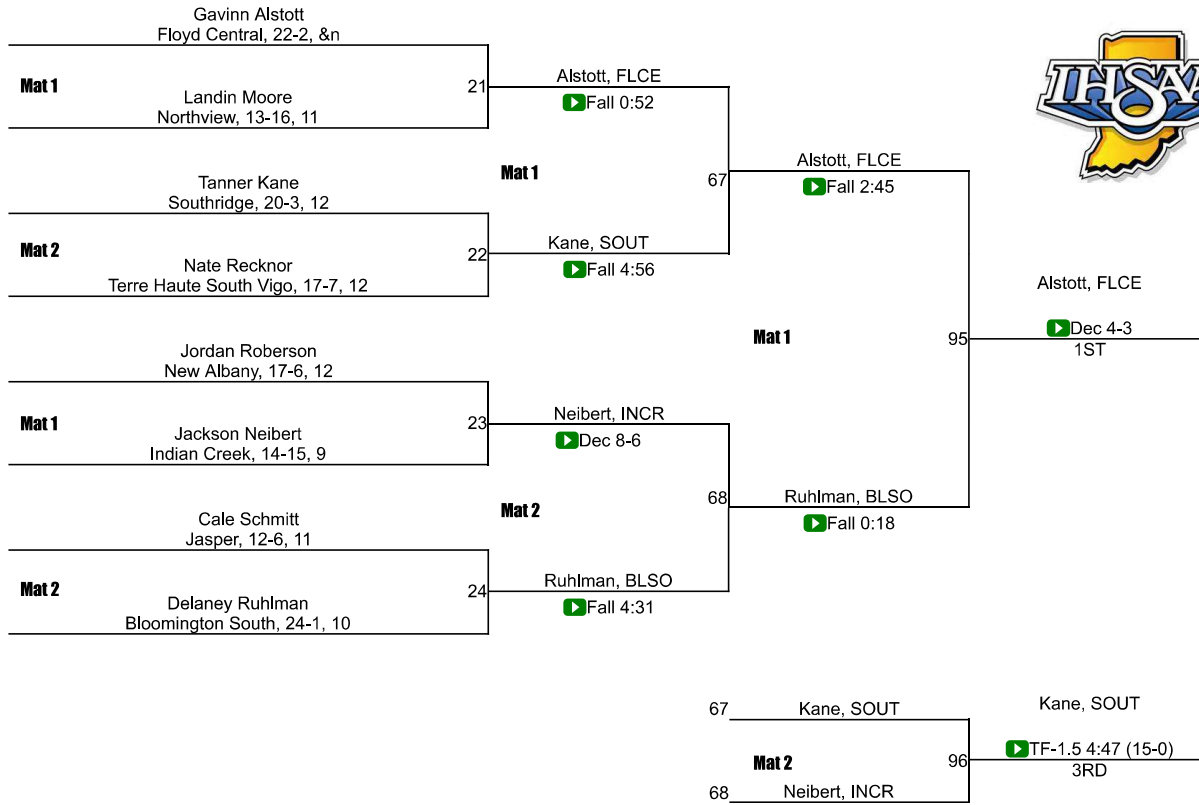 Gavinn Alstott
Floyd Central, 22-2, &n
Mat 1
21
Landin Moore
Northview, 13-16, 11
Alstott, FLCE
Fall 0:52
Tanner Kane
Southridge, 20-3, 12
Mat 2
22
Nate Recknor
Terre Haute South Vigo, 17-7, 12
Kane, SOUT
Fall 4:56
Mat 1
67
Alstott, FLCE
Fall 2:45
Jordan Roberson
New Albany, 17-6, 12
Mat 1
23
Jackson Neibert
Indian Creek, 14-15, 9
Neibert, INCR
Dec 8-6
Cale Schmitt
Jasper, 12-6, 11
Mat 2
24
Delaney Ruhlman
Bloomington South, 24-1, 10
Ruhlman, BLSO
Fall 4:31
Mat 2
68
Ruhlman, BLSO
Fall 0:18
Mat 1
95
Alstott, FLCE
Dec 4-3
1ST
IHSAA
67
Kane, SOUT
Mat 2
96
68
Neibert, INCR
Kane, SOUT
TF-1.5 4:47 (15-0)
3RD